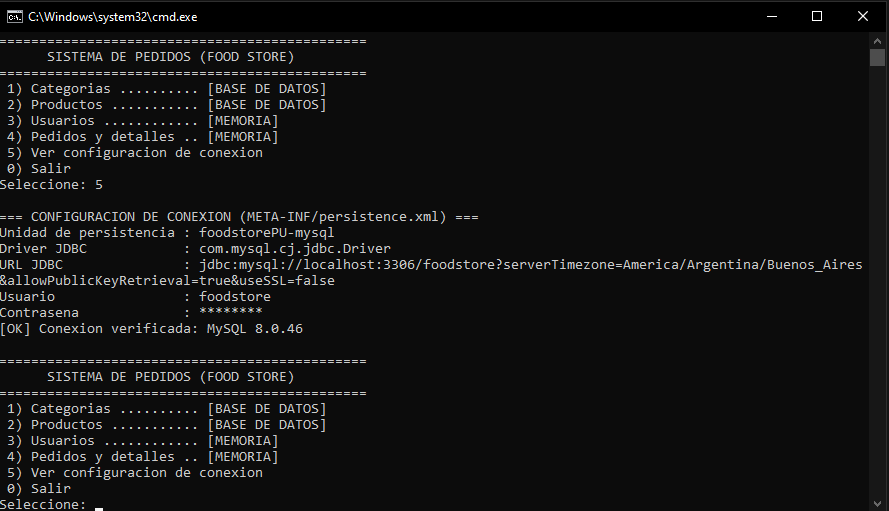 C:\Windows\system32\cmd.exe
==============================================
SISTEMA DE PEDIDOS (FOOD STORE)
==============================================
1) Categorias .......... [BASE DE DATOS]
2) Productos ........... [BASE DE DATOS]
3) Usuarios ............ [MEMORIA]
4) Pedidos y detalles .. [MEMORIA]
5) Ver configuracion de conexion
0) Salir
Seleccione: 5
=== CONFIGURACION DE CONEXION (META-INF/persistence.xml) ===
Unidad de persistencia : foodstorePU-mysql
Driver JDBC            : com.mysql.cj.jdbc.Driver
URL JDBC               : jdbc:mysql://localhost:3306/foodstore?serverTimezone=America/Argentina/Buenos_Aires
&allowPublicKeyRetrieval=true&useSSL=false
Usuario                : foodstore
Contrasena             : ********
[OK] Conexion verificada: MySQL 8.0.46
==============================================
SISTEMA DE PEDIDOS (FOOD STORE)
==============================================
1) Categorias .......... [BASE DE DATOS]
2) Productos ........... [BASE DE DATOS]
3) Usuarios ............ [MEMORIA]
4) Pedidos y detalles .. [MEMORIA]
5) Ver configuracion de conexion
0) Salir
Seleccione: